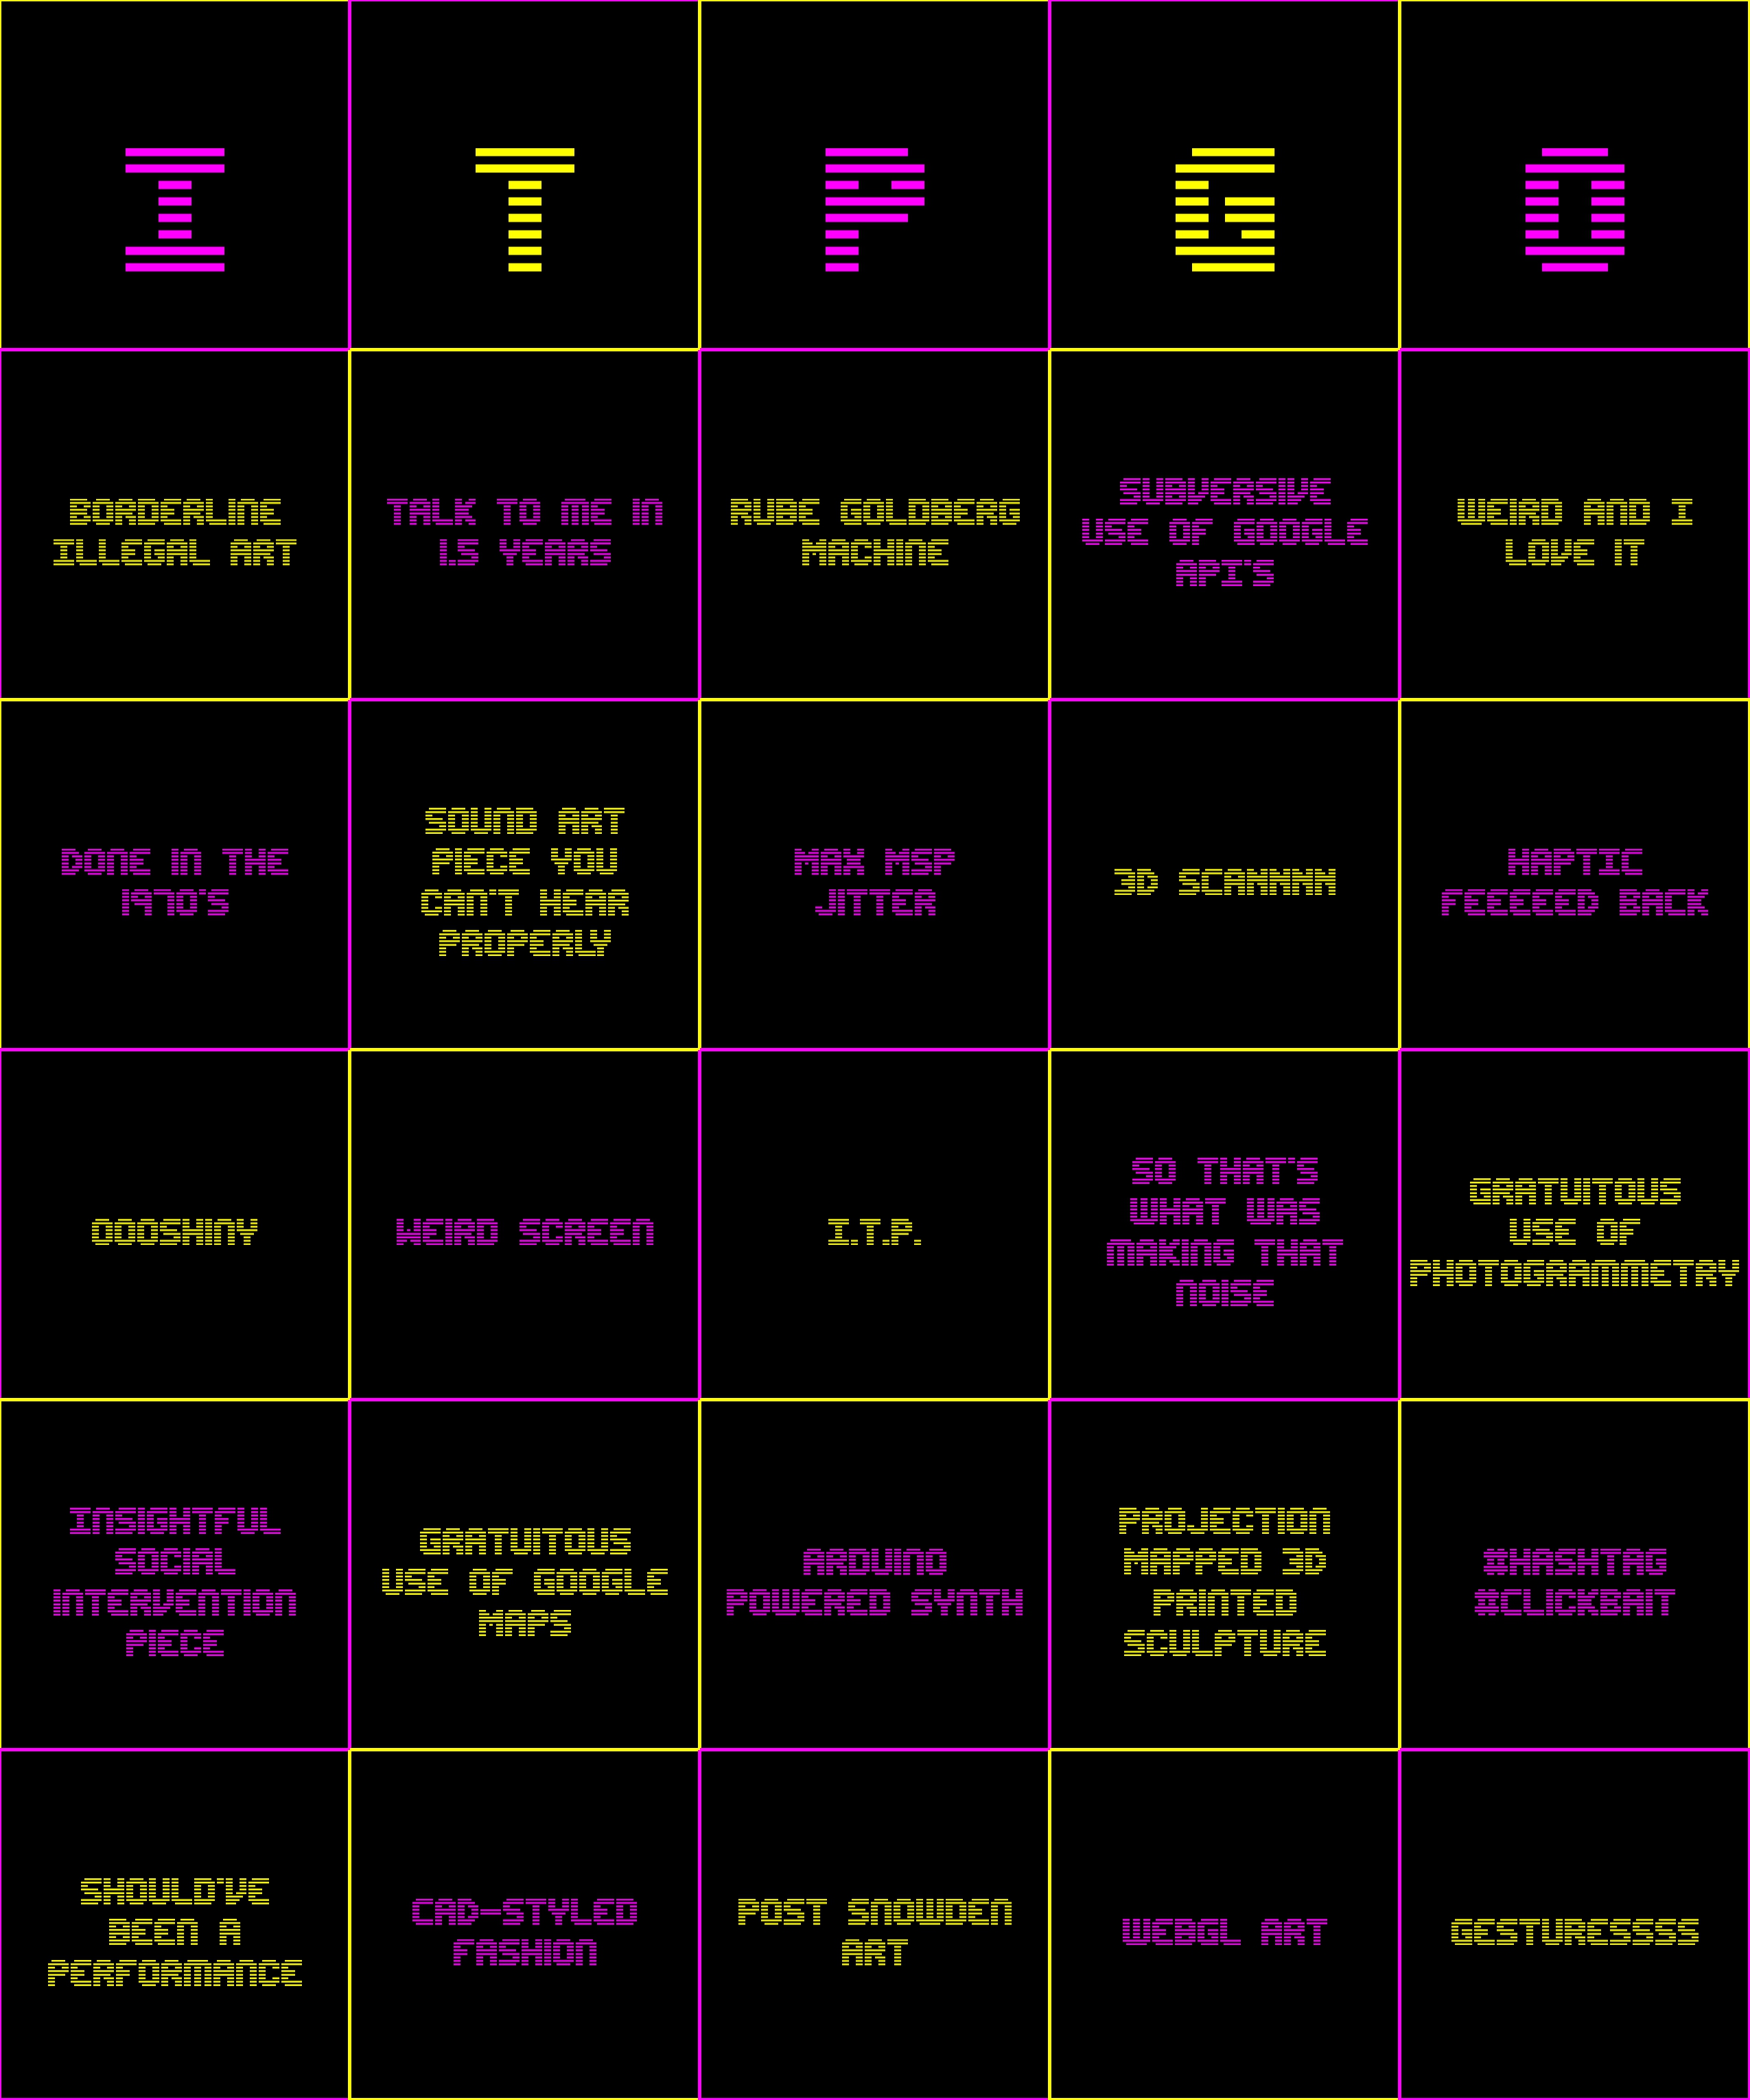 I
T
P
G
O
BORDERLINE
ILLEGAL ART
TALK TO ME IN
15 YEARS
RUBE GOLDBERG
MACHINE
SUBVERSIVE
USE OF GOOGLE
API'S
WEIRD AND I
LOVE IT
DONE IN THE
1970'S
SOUND ART
PIECE YOU
CAN'T HEAR
PROPERLY
MAX MSP
JITTER
3D SCANNNN
HAPTIC
FEEEEED BACK
OOOSHINY
WEIRD SCREEN
I.T.P.
SO THAT'S
WHAT WAS
MAKING THAT
NOISE
GRATUITOUS
USE OF
PHOTOGRAMMETRY
INSIGHTFUL
SOCIAL
INTERVENTION
PIECE
GRATUITOUS
USE OF GOOGLE
MAPS
ARDUINO
POWERED SYNTH
PROJECTION
MAPPED 3D
PRINTED
SCULPTURE
#HASHTAG
#CLICKBAIT
SHOULD'VE
BEEN A
PERFORMANCE
CAD-STYLED
FASHION
POST SNOWDEN
ART
WEBGL ART
GESTURESSSS